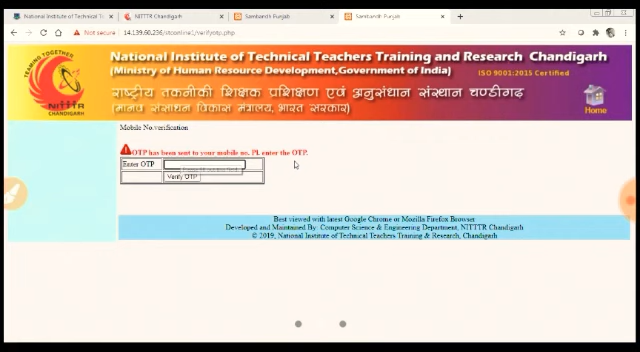 National Institute of Technical Te
NITTTR Chandigarh
Sambandh Punjab
Sambandh Punjab
Not secure
14.139.60.236/stconline1/verifyotp.php
TEAMING TOGETHER
NITTTR
CHANDIGARH
National Institute of Technical Teachers Training and Research Chandigarh
(Ministry of Human Resource Development,Government of India)
ISO 9001:2015 Certified
राष्ट्रीय तकनीकी शिक्षक प्रशिक्षण एवं अनुसंधान संस्थान चण्डीगढ़
(मानव संसाधन विकास मंत्रालय, भारत सरकार)
Home
Mobile No.verification
OTP has been sent to your mobile no. Pl. enter the OTP.
Enter OTP
Verify OTP
Best viewed with latest Google Chrome or Mozilla Firefox Browser
Developed and Maintained By: Computer Science & Engineering Department, NITTTR Chandigarh
© 2019, National Institute of Technical Teachers Training & Research, Chandigarh